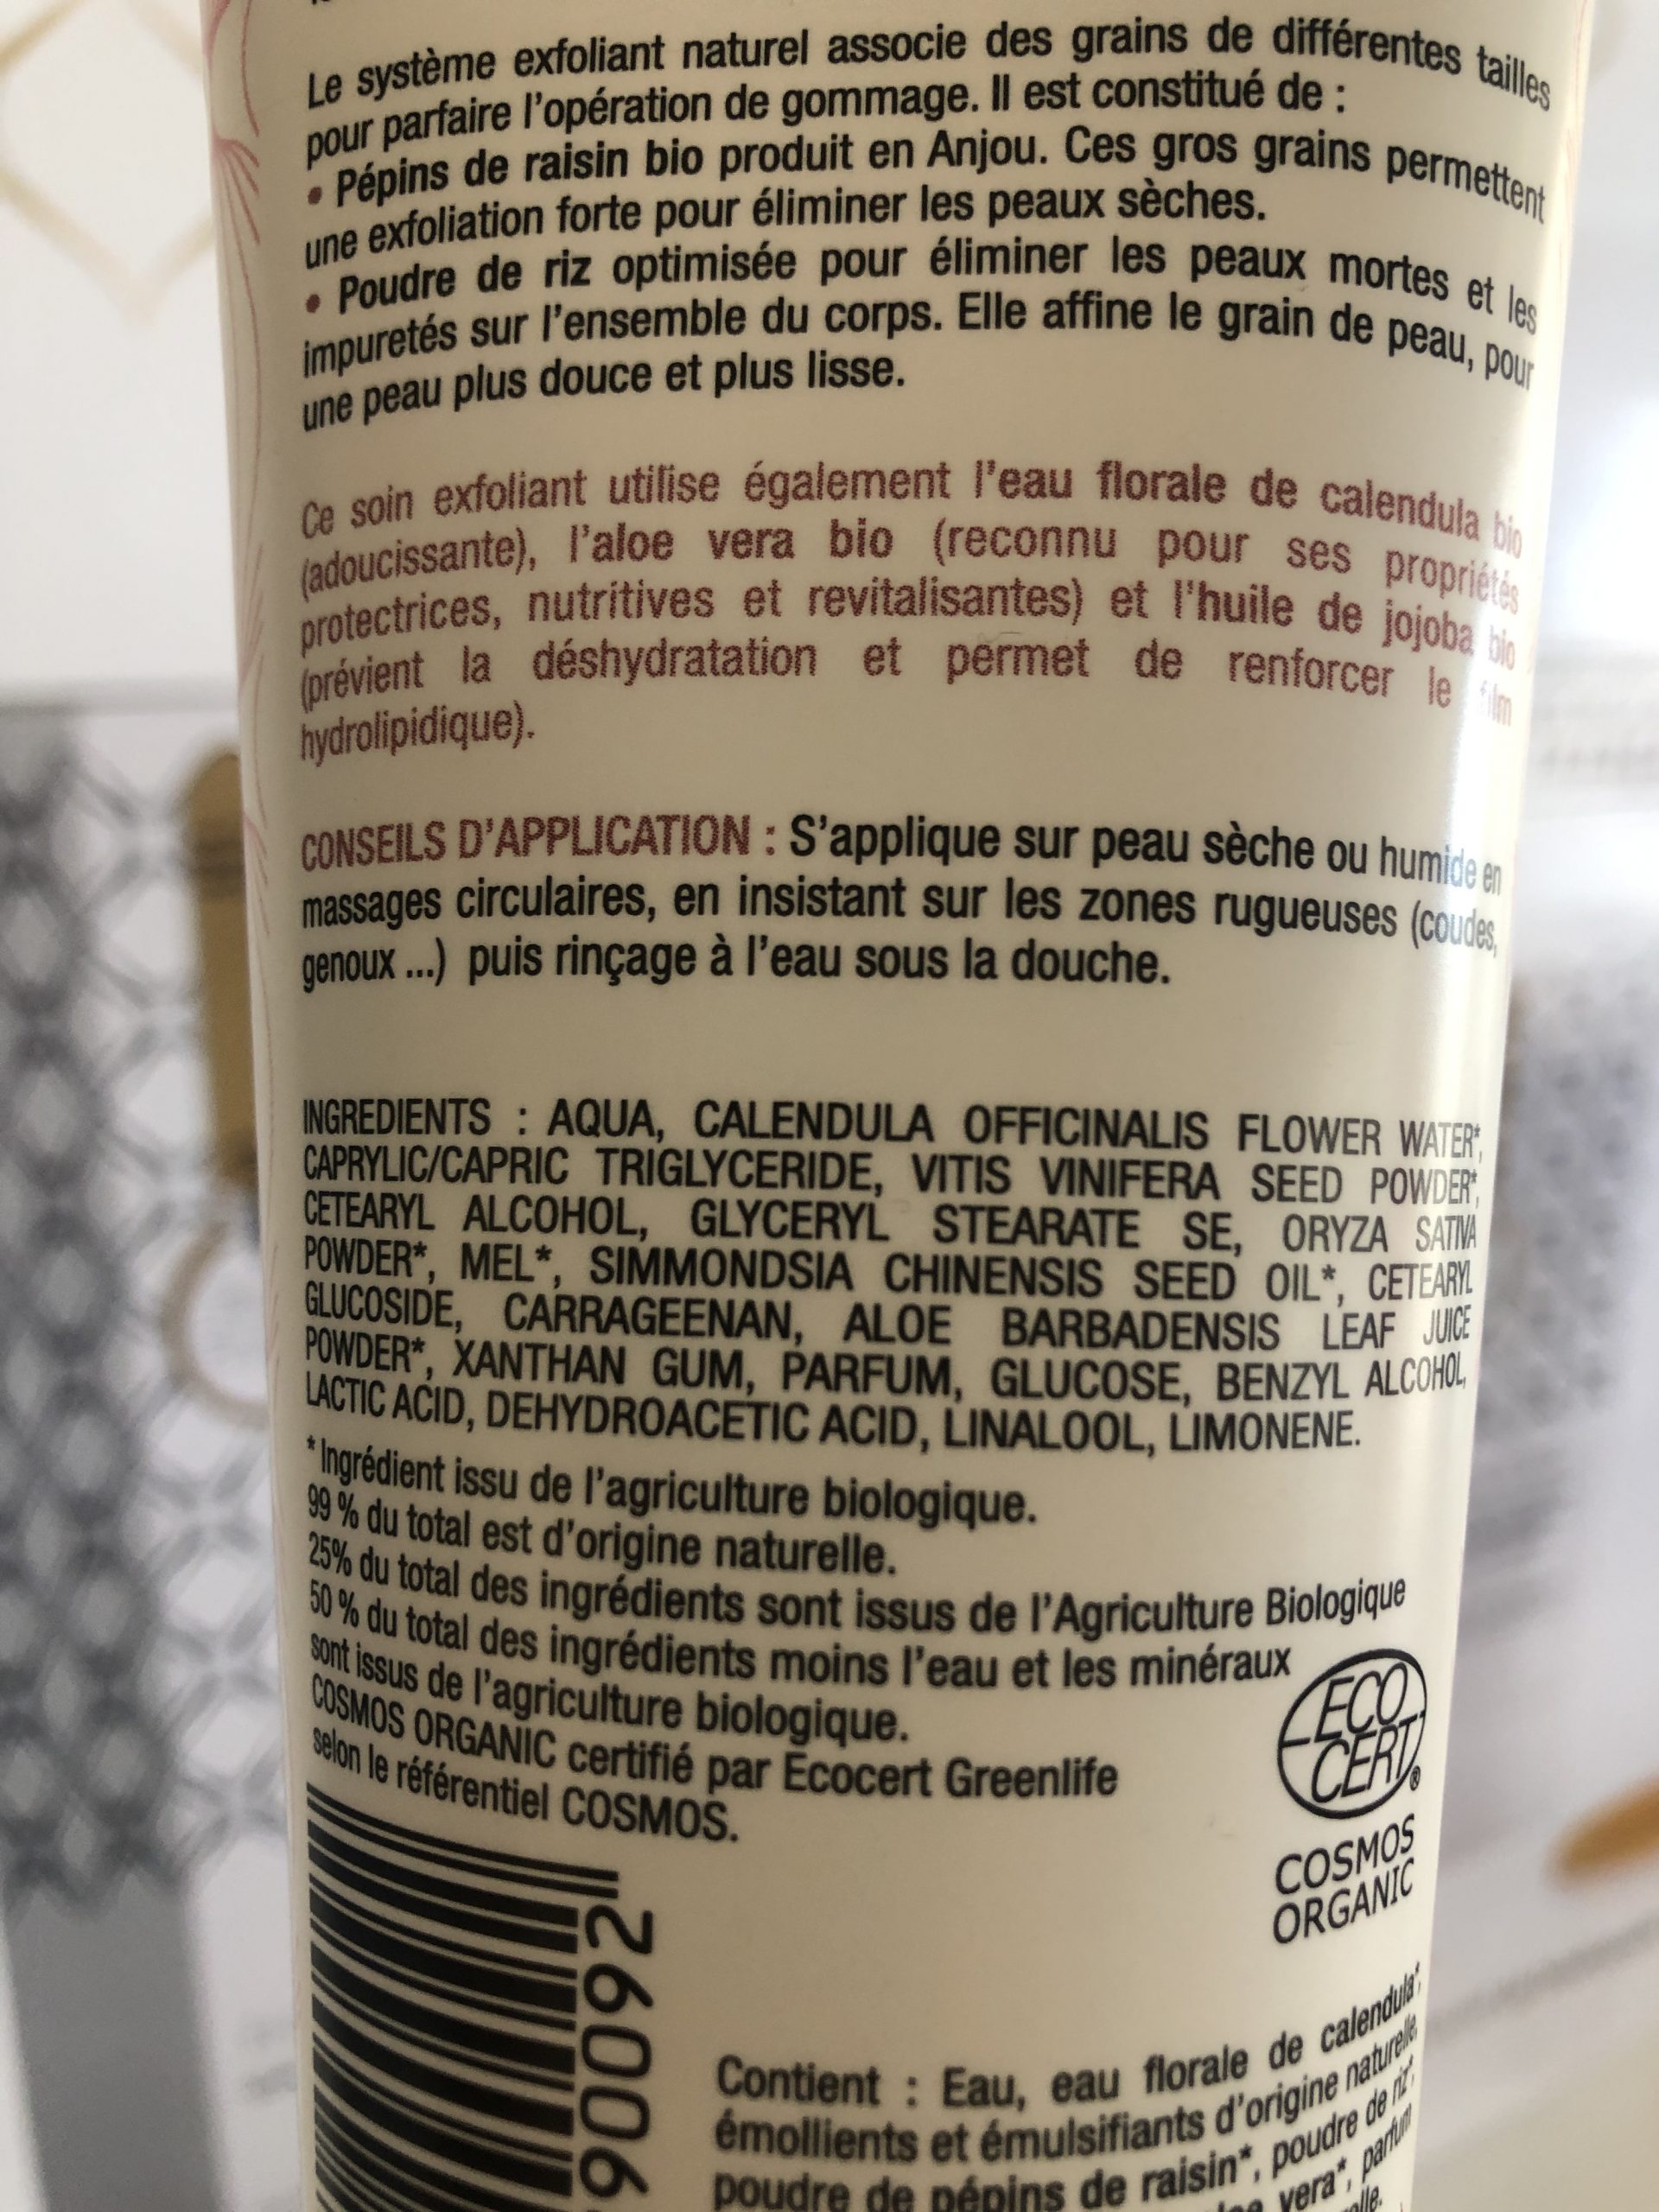 Le système exfoliant naturel associe des grains de différentes tailles
pour parfaire l'opération de gommage. Il est constitué de :
• Pépins de raisin bio produit en Anjou. Ces gros grains permettent
une exfoliation forte pour éliminer les peaux sèches.
• Poudre de riz optimisée pour éliminer les peaux mortes et les
impuretés sur l'ensemble du corps. Elle affine le grain de peau, pour
une peau plus douce et plus lisse.
Ce soin exfoliant utilise également l'eau florale de calendula bio
(adoucissante), l'aloe vera bio (reconnu pour ses propriétés
protectrices, nutritives et revitalisantes) et l'huile de jojoba bio
(prévient la déshydratation et permet de renforcer le film
hydrolipidique).
CONSEILS D'APPLICATION : S'applique sur peau sèche ou humide en
massages circulaires, en insistant sur les zones rugueuses (coudes,
genoux ...) puis rinçage à l'eau sous la douche.
INGREDIENTS : AQUA, CALENDULA OFFICINALIS FLOWER WATER*,
CAPRYLIC/CAPRIC TRIGLYCERIDE, VITIS VINIFERA SEED POWDER*,
CETEARYL ALCOHOL, GLYCERYL STEARATE SE, ORYZA SATIVA
POWDER*, MEL*, SIMMONDSIA CHINENSIS SEED OIL*, CETEARYL
GLUCOSIDE, CARRAGEENAN, ALOE BARBADENSIS LEAF JUICE
POWDER*, XANTHAN GUM, PARFUM, GLUCOSE, BENZYL ALCOHOL,
LACTIC ACID, DEHYDROACETIC ACID, LINALOOL, LIMONENE.
*Ingrédient issu de l'agriculture biologique.
99 % du total est d'origine naturelle.
25% du total des ingrédients sont issus de l'Agriculture Biologique
50 % du total des ingrédients moins l'eau et les minéraux
sont issus de l'agriculture biologique.
COSMOS ORGANIC certifié par Ecocert Greenlife
selon le référentiel COSMOS.
ECO
CERT®
COSMOS
ORGANIC
90092
Contient : Eau, eau florale de calendula*,
émollients et émulsifiants d'origine naturelle,
poudre de pépins de raisin*, poudre de riz*,
vera*, parfum